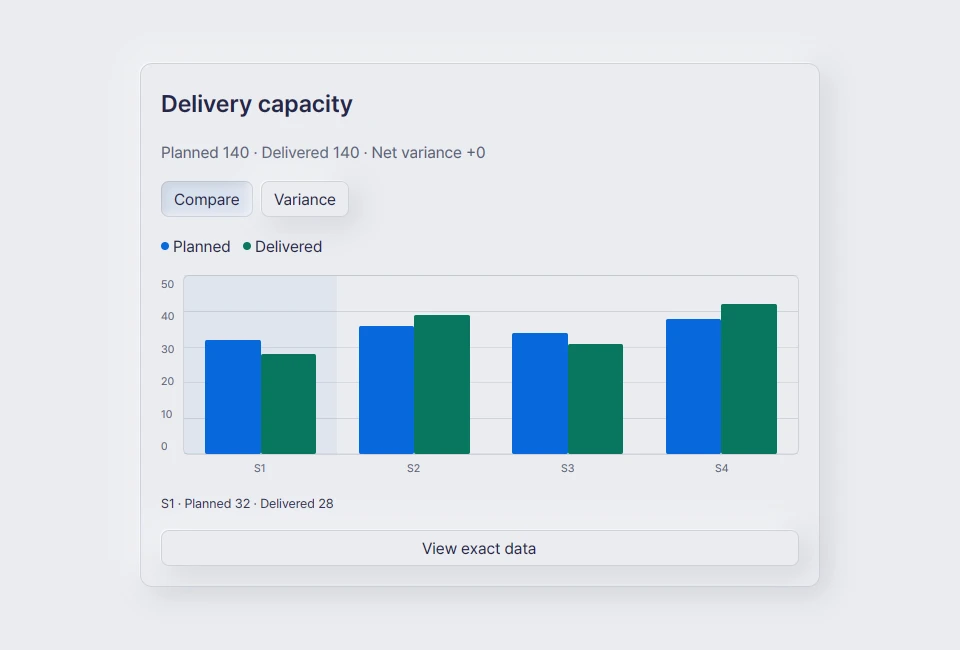 Delivery capacity
Planned 140 · Delivered 140 · Net variance +0
Compare Variance
Planned Delivered
50
40
30
20
10
0
S1 S2 S3 S4
S1 · Planned 32 · Delivered 28
View exact data